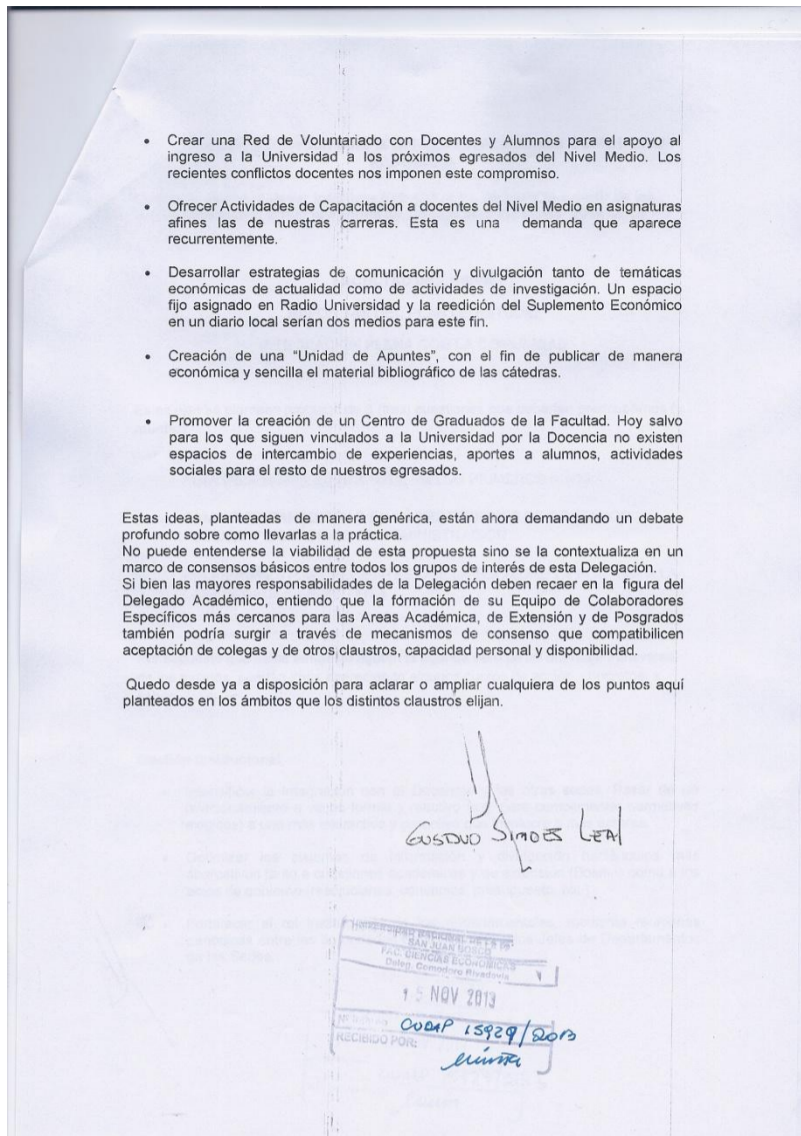 • Crear una Red de Voluntariado con Docentes y Alumnos para el apoyo al
ingreso a la Universidad a los próximos egresados del Nivel Medio. Los
recientes conflictos docentes nos imponen este compromiso.
• Ofrecer Actividades de Capacitación a docentes del Nivel Medio en asignaturas
afines las de nuestras carreras. Esta es una demanda que aparece
recurrentemente.
• Desarrollar estrategias de comunicación y divulgación tanto de temáticas
económicas de actualidad como de actividades de investigación. Un espacio
fijo asignado en Radio Universidad y la reedición del Suplemento Económico
en un diario local serían dos medios para este fin.
• Creación de una “Unidad de Apuntes”, con el fin de publicar de manera
económica y sencilla el material bibliográfico de las cátedras.
• Promover la creación de un Centro de Graduados de la Facultad. Hoy salvo
para los que siguen vinculados a la Universidad por la Docencia no existen
espacios de intercambio de experiencias, aportes a alumnos, actividades
sociales para el resto de nuestros egresados.
Estas ideas, planteadas de manera genérica, están ahora demandando un debate
profundo sobre como llevarlas a la práctica.
No puede entenderse la viabilidad de esta propuesta sino se la contextualiza en un
marco de consensos básicos entre todos los grupos de interés de esta Delegación.
Si bien las mayores responsabilidades de la Delegación deben recaer en la figura del
Delegado Académico, entiendo que la formación de su Equipo de Colaboradores
Específicos más cercanos para las Areas Académica, de Extensión y de Posgrados
también podría surgir a través de mecanismos de consenso que compatibilicen
aceptación de colegas y de otros claustros, capacidad personal y disponibilidad.
Quedo desde ya a disposición para aclarar o ampliar cualquiera de los puntos aquí
planteados en los ámbitos que los distintos claustros elijan.
GUSTAVO SIMOES LEAL
NACIONAL DE LA
SAN JUAN BOSCO
FAC. CIENCIAS ECONOMICAS
Deleg. Comodoro Rivadavia
15 NOV 2013
CUDAP 15929/2013
RECIBIDO POR: